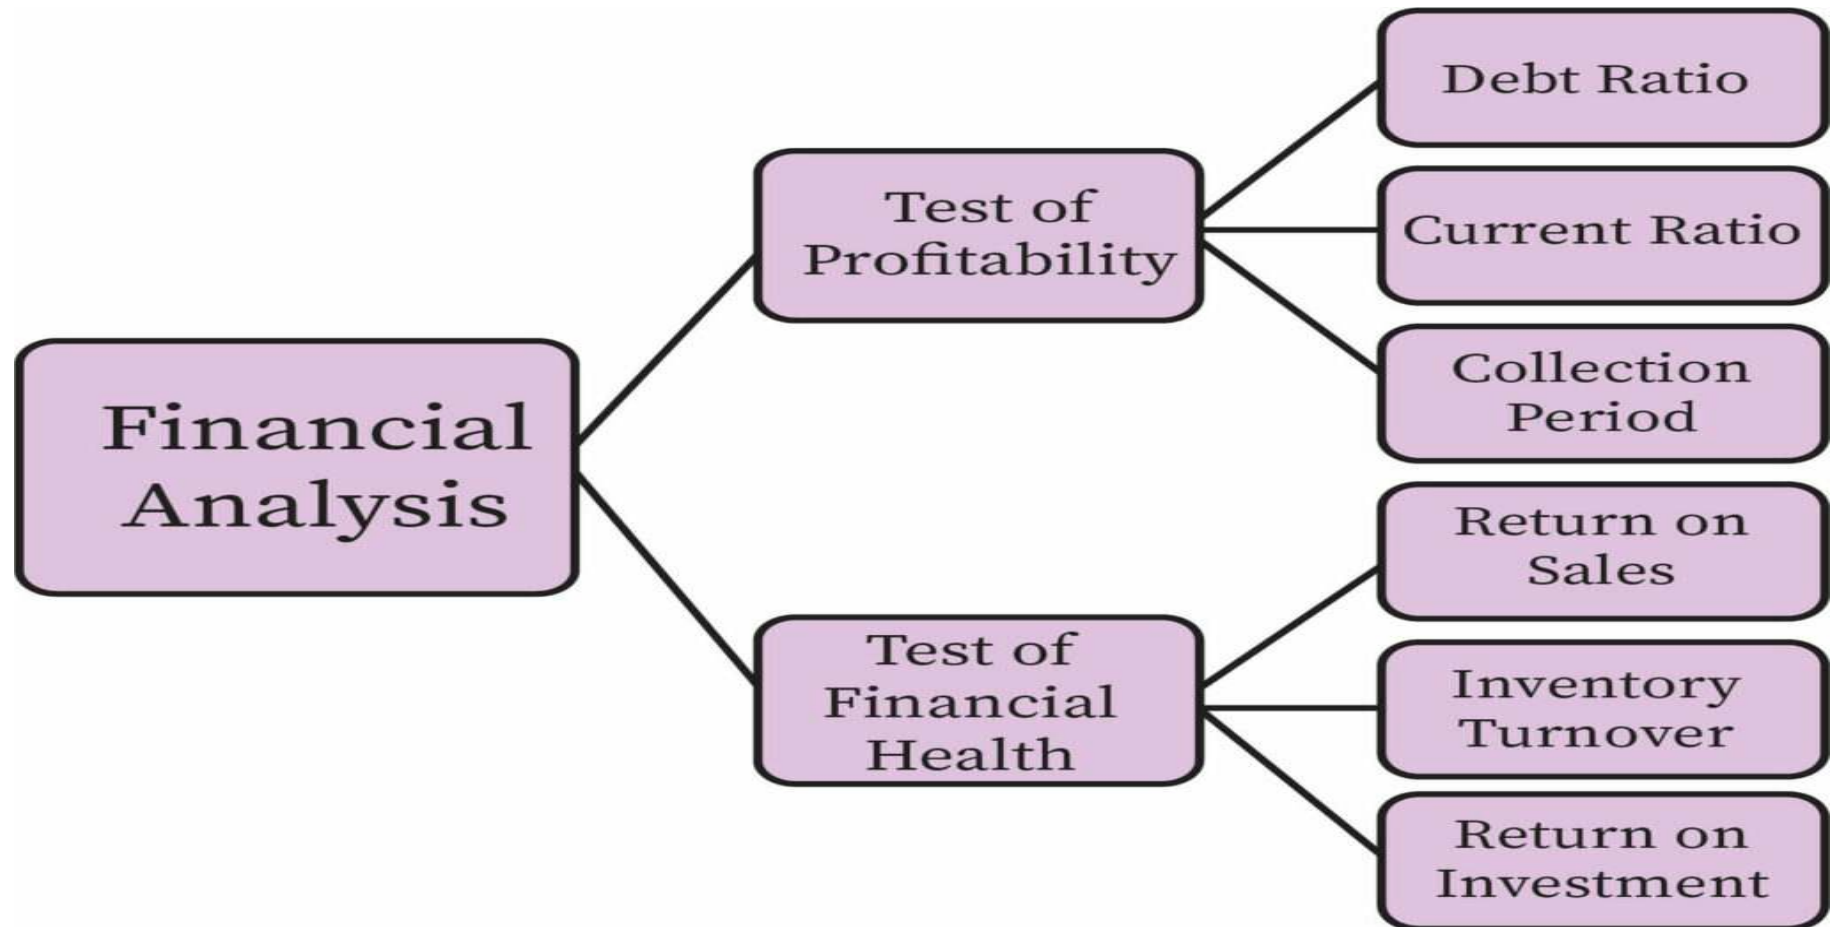 Financial
Analysis
Test of
Profitability
Test of
Financial
Health
Debt Ratio
Current Ratio
Collection
Period
Return on
Sales
Inventory
Turnover
Return on
Investment